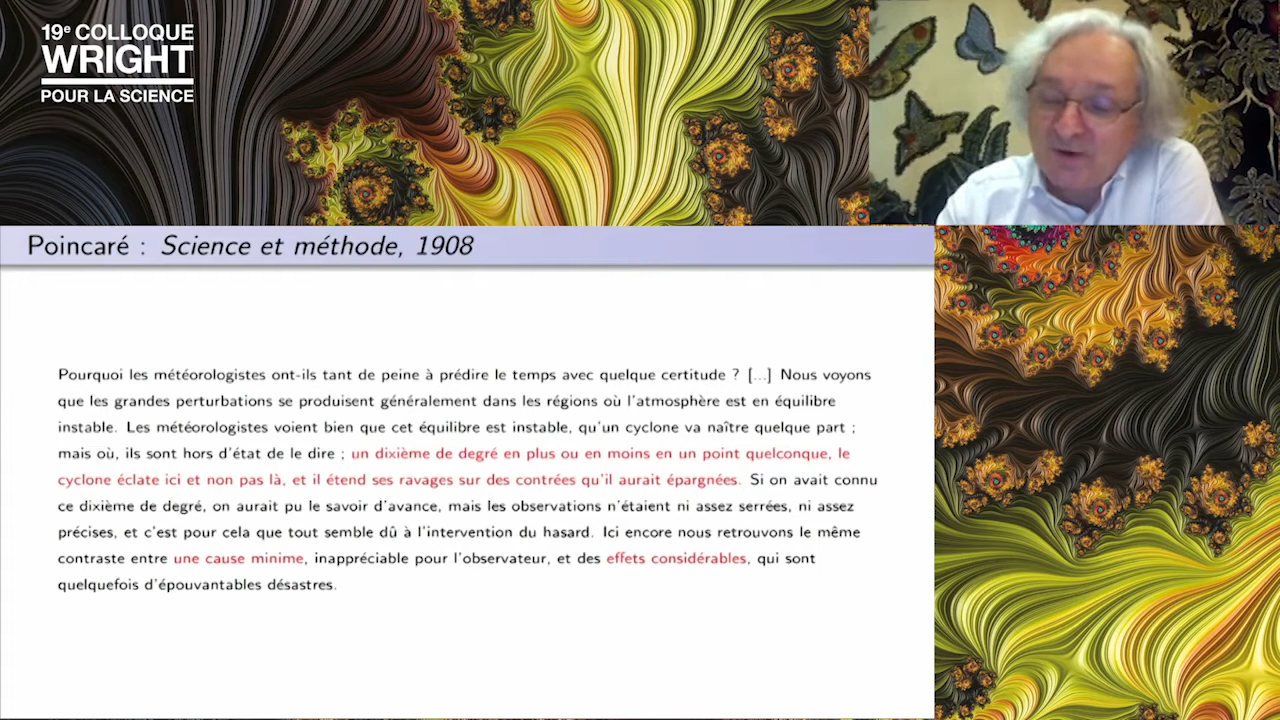 19e COLLOQUE
WRIGHT
POUR LA SCIENCE
Poincaré : Science et méthode, 1908
Pourquoi les météorologistes ont-ils tant de peine à prédire le temps avec quelque certitude ? [...] Nous voyons
que les grandes perturbations se produisent généralement dans les régions où l'atmosphère est en équilibre
instable. Les météorologistes voient bien que cet équilibre est instable, qu'un cyclone va naître quelque part ;
mais où, ils sont hors d'état de le dire ; un dixième de degré en plus ou en moins en un point quelconque, le
cyclone éclate ici et non pas là, et il étend ses ravages sur des contrées qu'il aurait épargnées. Si on avait connu
ce dixième de degré, on aurait pu le savoir d'avance, mais les observations n'étaient ni assez serrées, ni assez
précises, et c'est pour cela que tout semble dû à l'intervention du hasard. Ici encore nous retrouvons le même
contraste entre une cause minime, inappréciable pour l'observateur, et des effets considérables, qui sont
quelquefois d'épouvantables désastres.